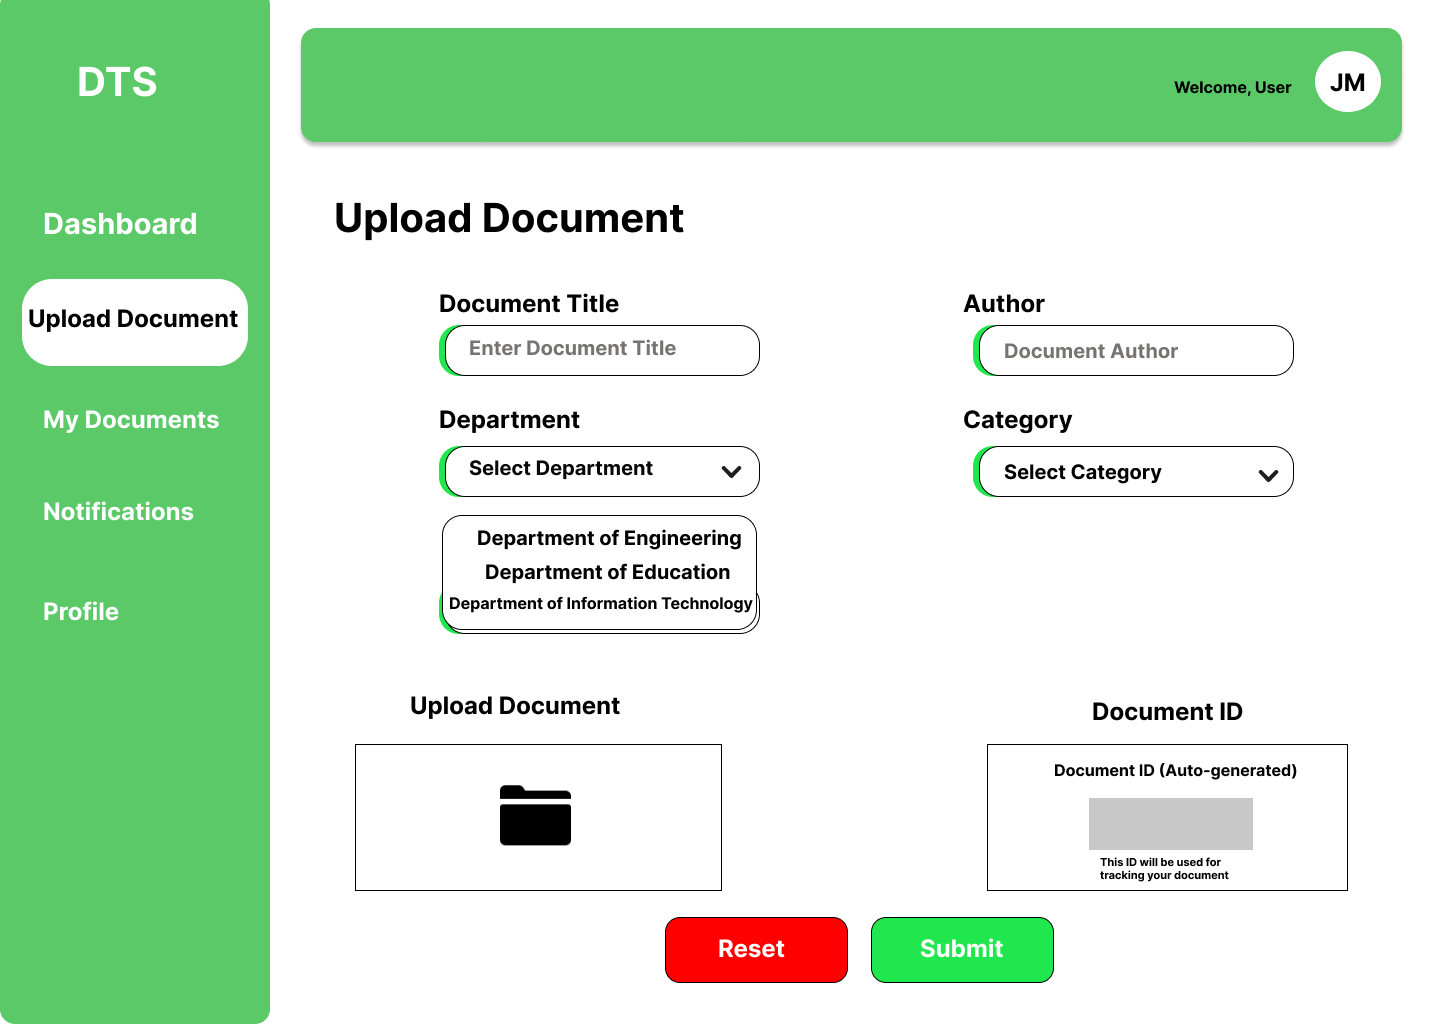 DTS
Dashboard
Upload Document
My Documents
Notifications
Profile
Welcome, User
JM
Upload Document
Document Title
Enter Document Title
Author
Document Author
Department
Select Department
Category
Select Category
Department of Engineering
Department of Education
Department of Information Technology
Upload Document
Document ID
Document ID (Auto-generated)
This ID will be used for
tracking your document
Reset
Submit